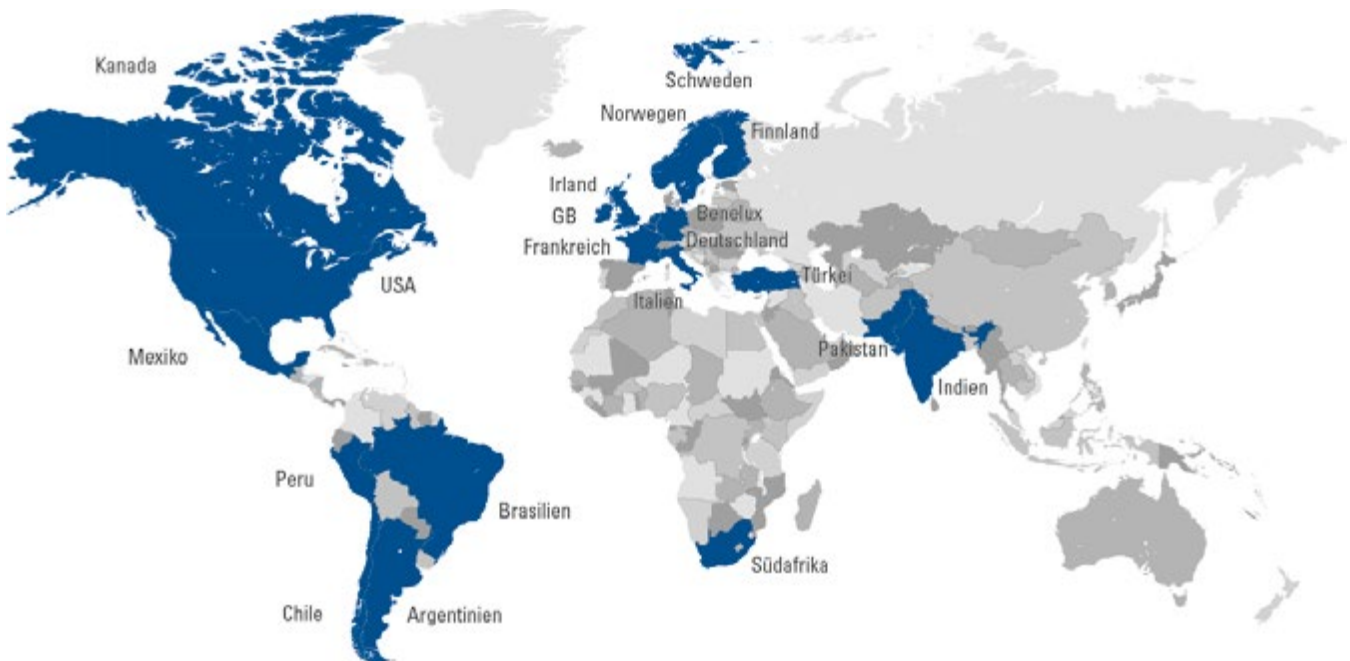 Kanada
Schweden
Norwegen
Finnland
Irland
GB
Benelux
Frankreich
Deutschland
USA
Türkei
Italien
Mexiko
Pakistan
Indien
Peru
Brasilien
Südafrika
Chile
Argentinien